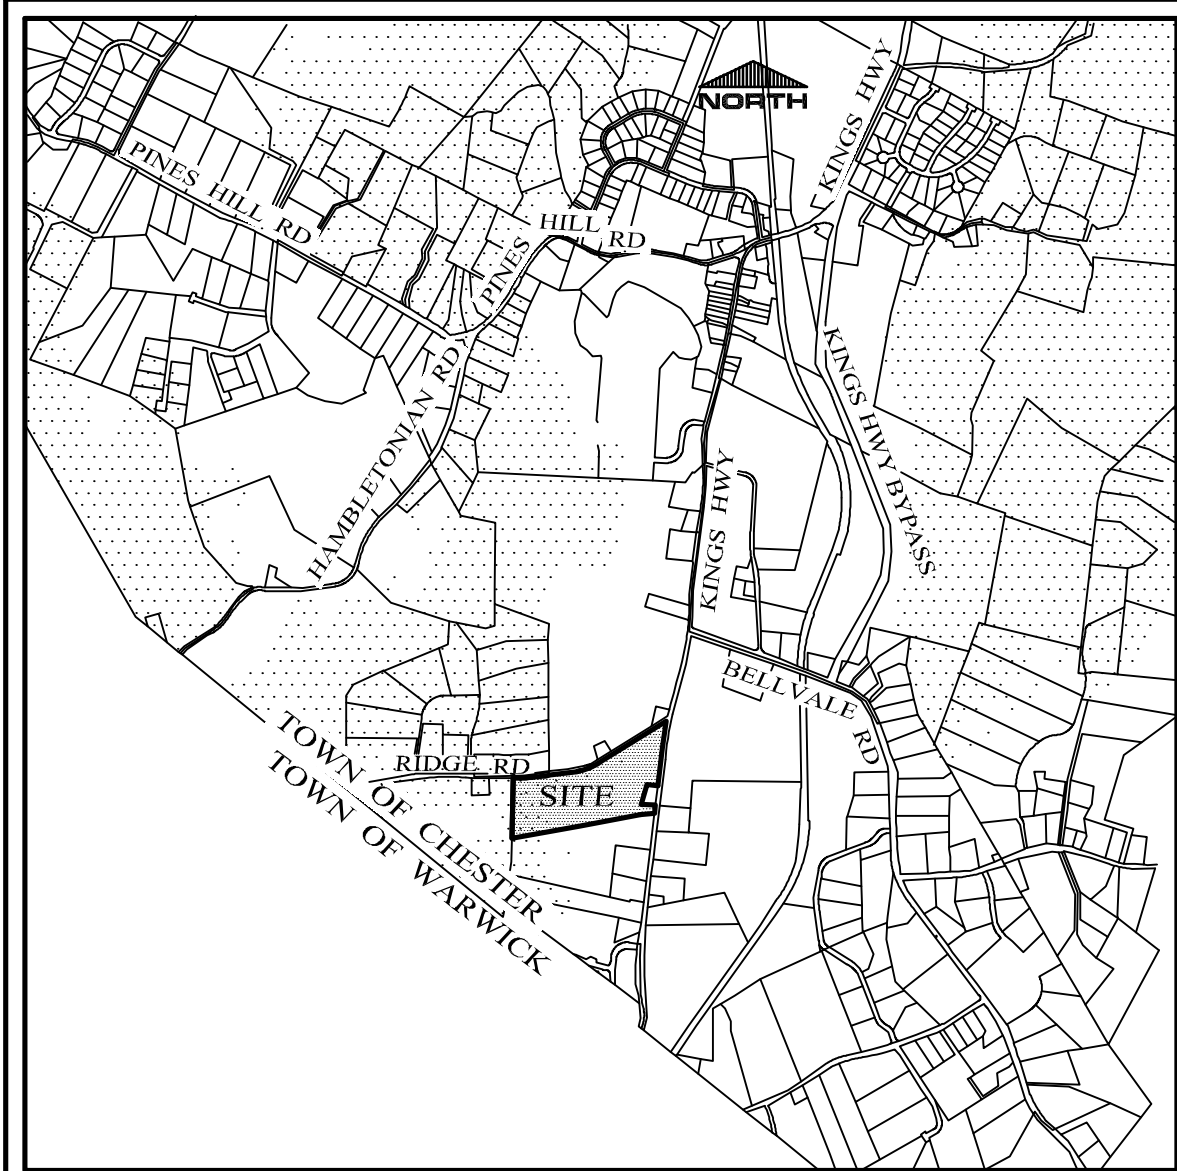 NORTH
KINGS HWY
PINES HILL RD
PINES HILL RD
HAMBLETONIAN RD
KINGS HWY BYPASS
KINGS HWY
BELLVALE RD
RIDGE RD
SITE
TOWN OF CHESTER
TOWN OF WARWICK